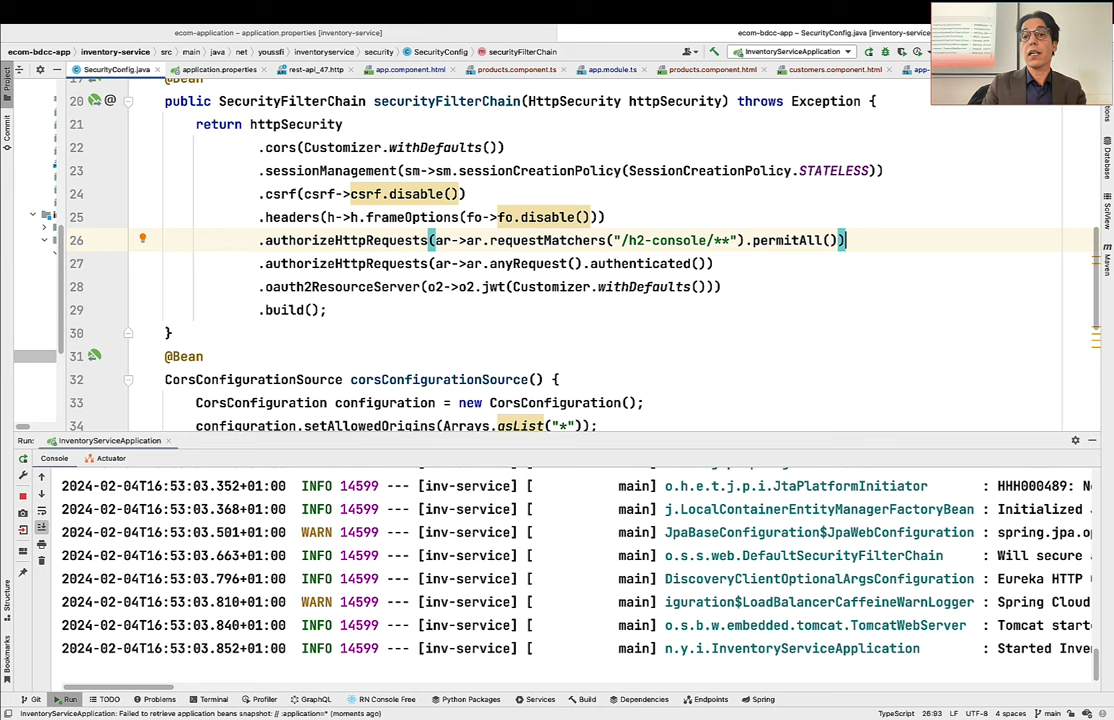 ecom-application – application.properties [inventory-service]
ecom-bdcc-app – SecurityConfig.java [inventory-service]
ecom-bdcc-app inventory-service src main java net youssfi inventoryservice security SecurityConfig securityFilterChain InventoryServiceApplication
SecurityConfig.java application.properties rest-api_47.http app.component.html products.component.ts app.module.ts products.component.html customers.component.html
@Bean
20 public SecurityFilterChain securityFilterChain(HttpSecurity httpSecurity) throws Exception {
21 return httpSecurity
22 .cors(Customizer.withDefaults())
23 .sessionManagement(sm->sm.sessionCreationPolicy(SessionCreationPolicy.STATELESS))
24 .csrf(csrf->csrf.disable())
25 .headers(h->h.frameOptions(fo->fo.disable()))
26 .authorizeHttpRequests(ar->ar.requestMatchers("/h2-console/**").permitAll())
27 .authorizeHttpRequests(ar->ar.anyRequest().authenticated())
28 .oauth2ResourceServer(o2->o2.jwt(Customizer.withDefaults()))
29 .build();
30 }
31 @Bean
32 CorsConfigurationSource corsConfigurationSource() {
33 CorsConfiguration configuration = new CorsConfiguration();
34 configuration.setAllowedOrigins(Arrays.asList("*"));
Run: InventoryServiceApplication
Console Actuator
2024-02-04T16:53:03.352+01:00 INFO 14599 --- [inv-service] [ main] o.h.e.t.j.p.i.JtaPlatformInitiator : HHH000489:
2024-02-04T16:53:03.368+01:00 INFO 14599 --- [inv-service] [ main] j.LocalContainerEntityManagerFactoryBean : Initialized
2024-02-04T16:53:03.501+01:00 WARN 14599 --- [inv-service] [ main] JpaBaseConfiguration$JpaWebConfiguration : spring.jpa.op
2024-02-04T16:53:03.663+01:00 INFO 14599 --- [inv-service] [ main] o.s.s.web.DefaultSecurityFilterChain : Will secure
2024-02-04T16:53:03.796+01:00 INFO 14599 --- [inv-service] [ main] DiscoveryClientOptionalArgsConfiguration : Eureka HTTP
2024-02-04T16:53:03.810+01:00 WARN 14599 --- [inv-service] [ main] iguration$LoadBalancerCaffeineWarnLogger : Spring Cloud
2024-02-04T16:53:03.840+01:00 INFO 14599 --- [inv-service] [ main] o.s.b.w.embedded.tomcat.TomcatWebServer : Tomcat start
2024-02-04T16:53:03.852+01:00 INFO 14599 --- [inv-service] [ main] n.y.i.InventoryServiceApplication : Started Inve
Git Run TODO Problems Terminal Profiler GraphQL RN Console Free Python Packages Services Build Dependencies Endpoints Spring
InventoryServiceApplication: Failed to retrieve application beans snapshot: // :application=* (moments ago) TypeScript 26:93 LF UTF-8 4 spaces main
Project
Commit
Structure
Bookmarks
Database
SciView
Maven